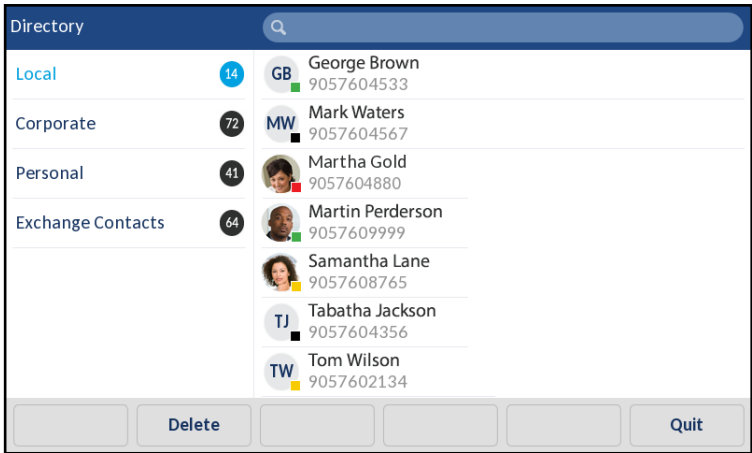 Directory
Local 14
Corporate 72
Personal 41
Exchange Contacts 64
GB George Brown
9057604533
MW Mark Waters
9057604567
Martha Gold
9057604880
Martin Perderson
9057609999
Samantha Lane
9057608765
TJ Tabatha Jackson
9057604356
TW Tom Wilson
9057602134
Delete Quit